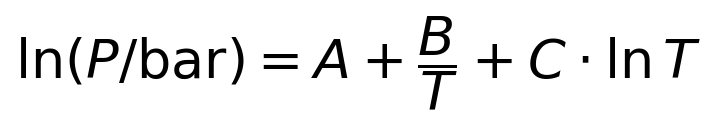 ln(P/bar) = A + B/T + C · ln T